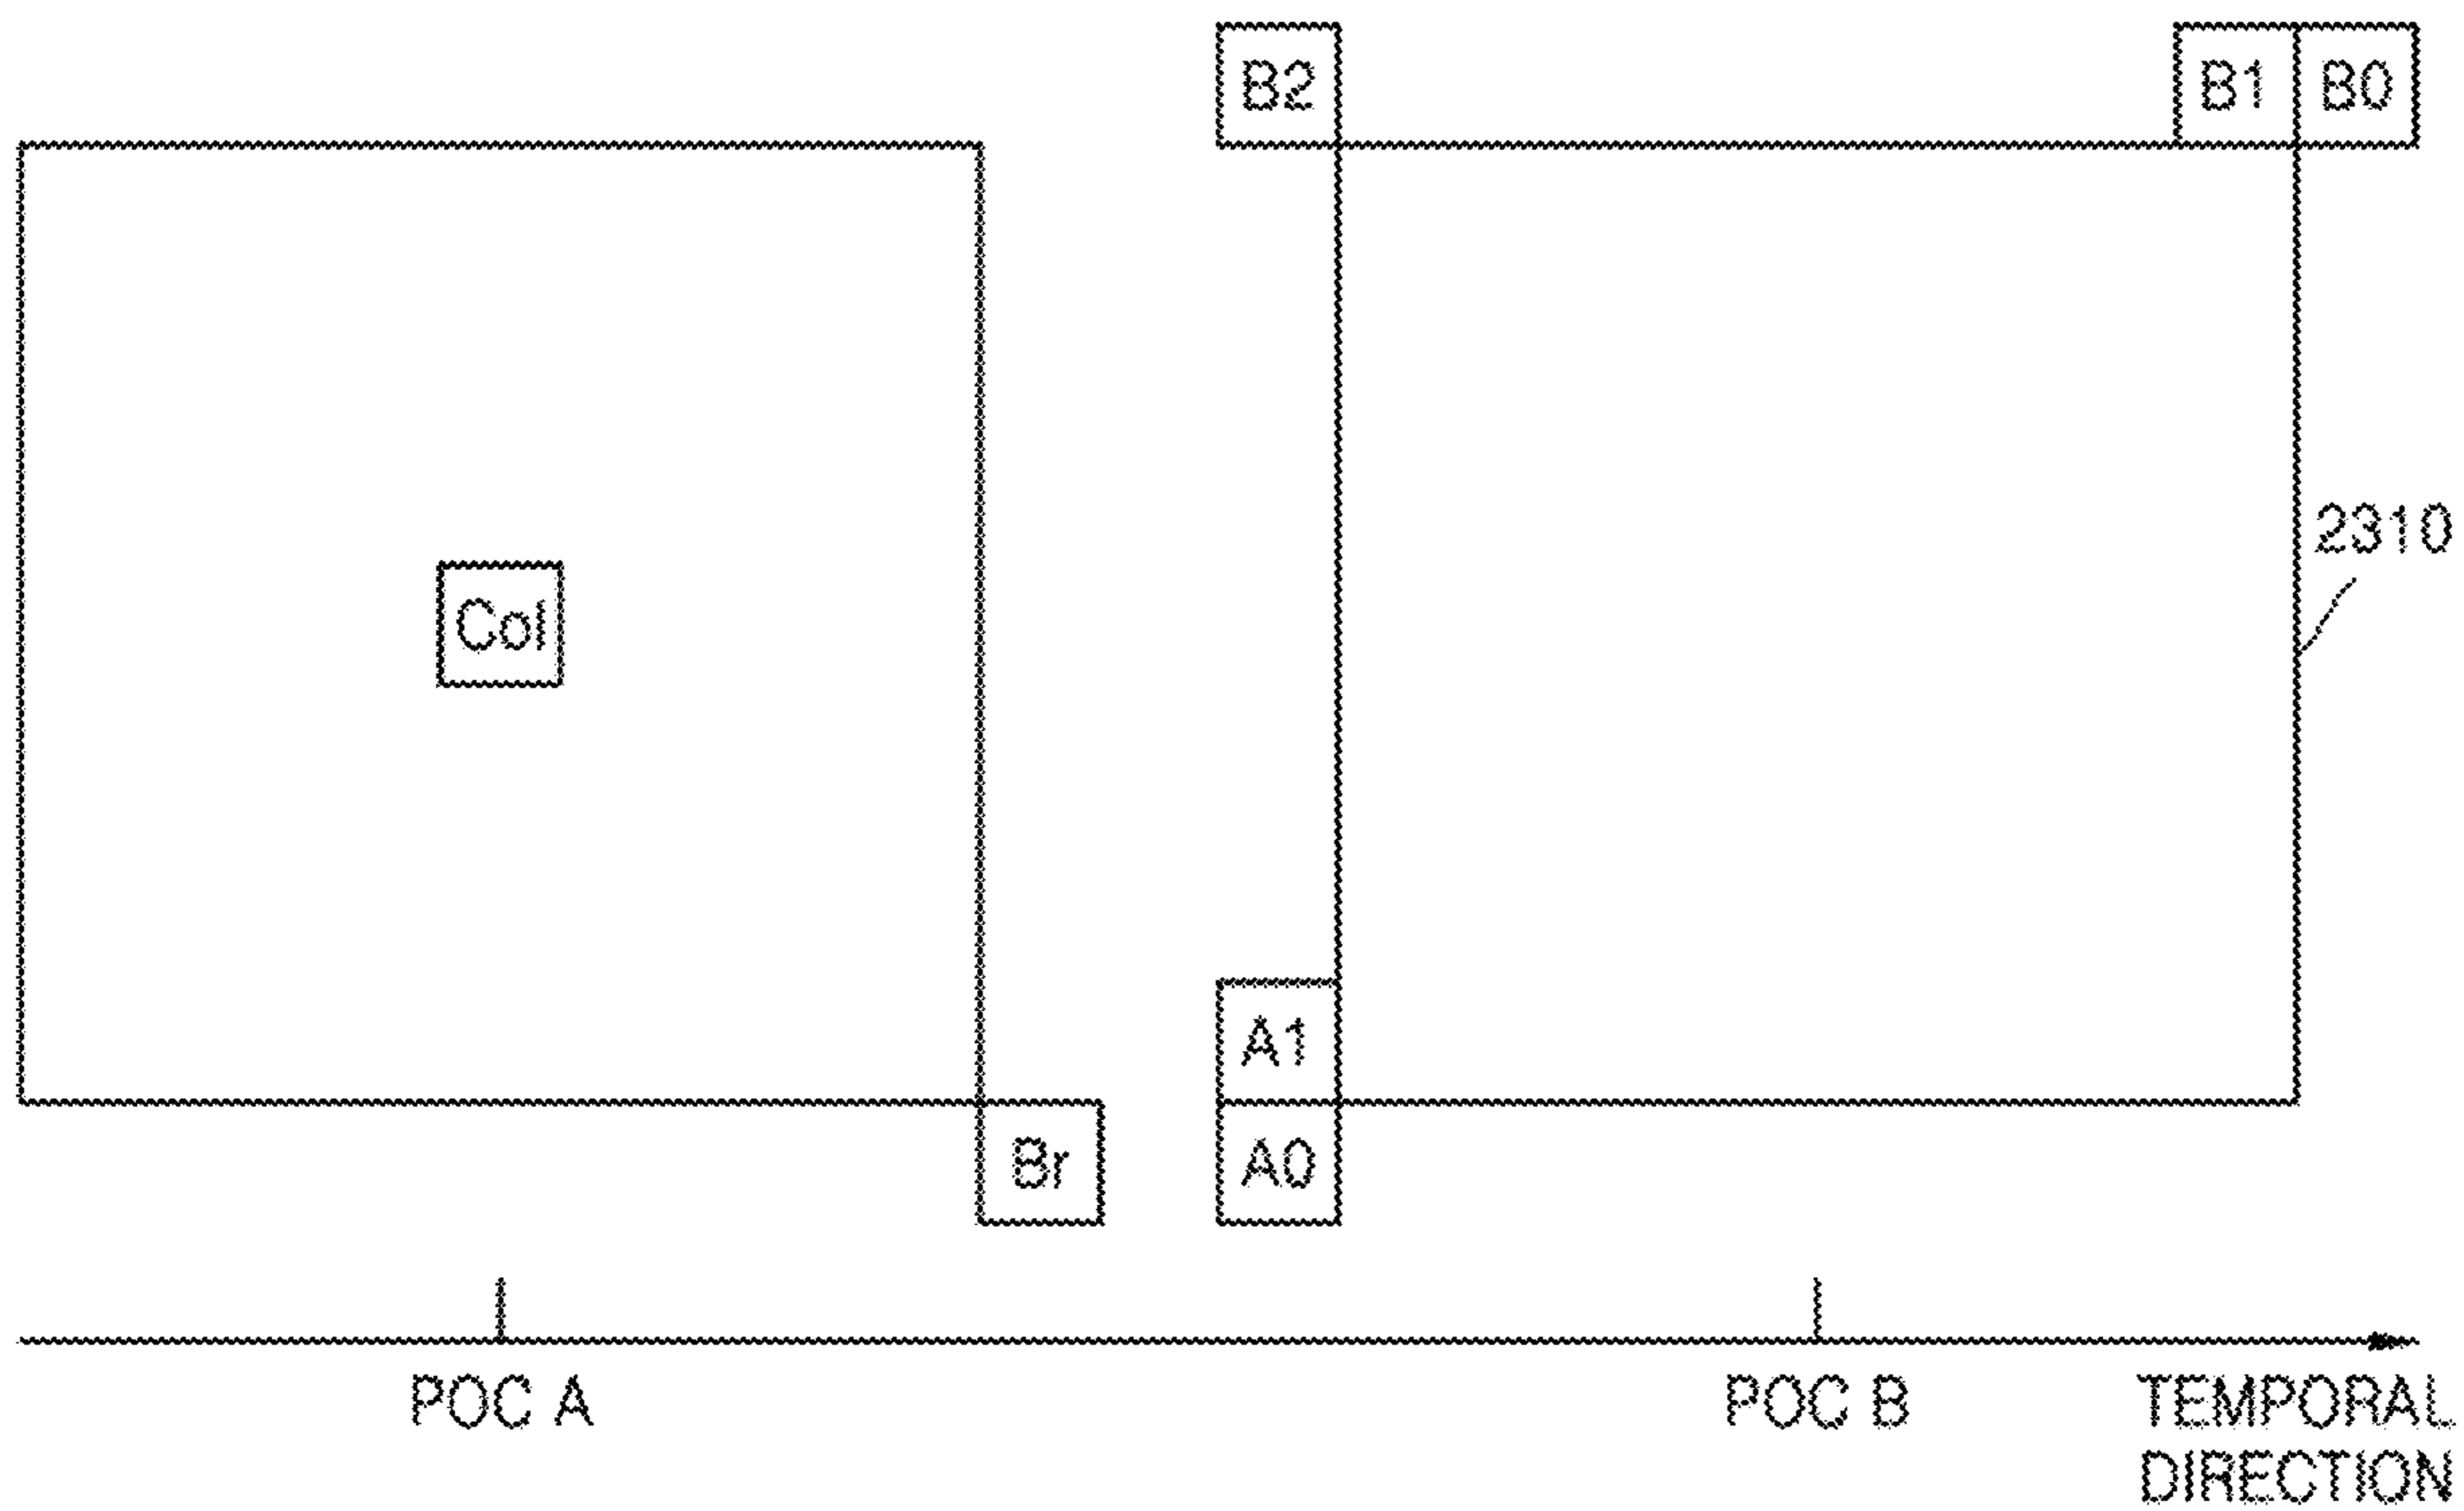 B2
B1 B0
2310
Col
A1
Br
A0
POC A
POC B
TEMPORAL
DIRECTION